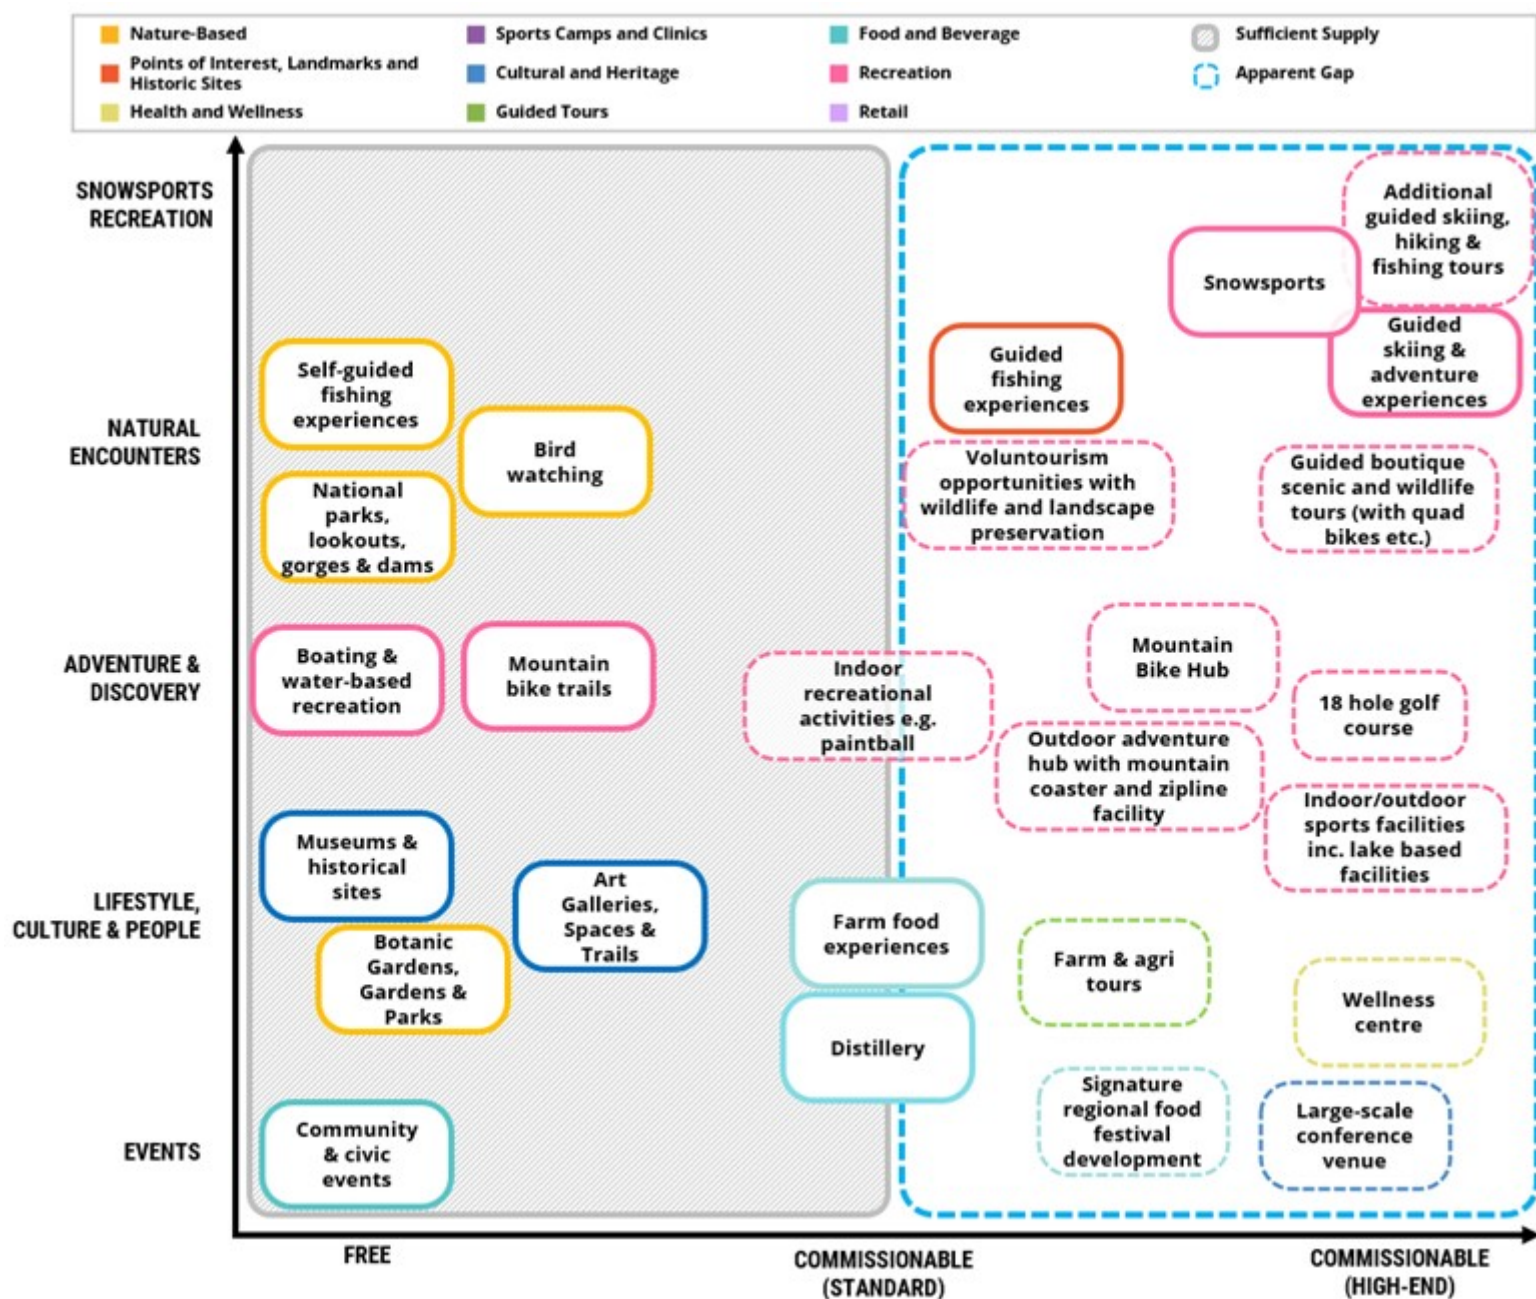 Nature-Based
Points of Interest, Landmarks and
Historic Sites
Health and Wellness
Sports Camps and Clinics
Cultural and Heritage
Guided Tours
Food and Beverage
Recreation
Retail
Sufficient Supply
Apparent Gap
SNOWSPORTS
RECREATION
Additional
guided skiing,
hiking &
fishing tours
Snowsports
Guided
skiing &
adventure
experiences
NATURAL
ENCOUNTERS
Self-guided
fishing
experiences
Bird
watching
National
parks,
lookouts,
gorges & dams
Guided
fishing
experiences
Voluntourism
opportunities with
wildlife and landscape
preservation
Guided boutique
scenic and wildlife
tours (with quad
bikes etc.)
ADVENTURE &
DISCOVERY
Boating &
water-based
recreation
Mountain
bike trails
Indoor
recreational
activities e.g.
paintball
Mountain
Bike Hub
18 hole golf
course
Outdoor adventure
hub with mountain
coaster and zipline
facility
Indoor/outdoor
sports facilities
inc. lake based
facilities
LIFESTYLE,
CULTURE & PEOPLE
Museums &
historical
sites
Art
Galleries,
Spaces &
Trails
Botanic
Gardens,
Gardens &
Parks
Farm food
experiences
Farm & agri
tours
Wellness
centre
Distillery
EVENTS
Community
& civic
events
Signature
regional food
festival
development
Large-scale
conference
venue
FREE
COMMISSIONABLE
(STANDARD)
COMMISSIONABLE
(HIGH-END)